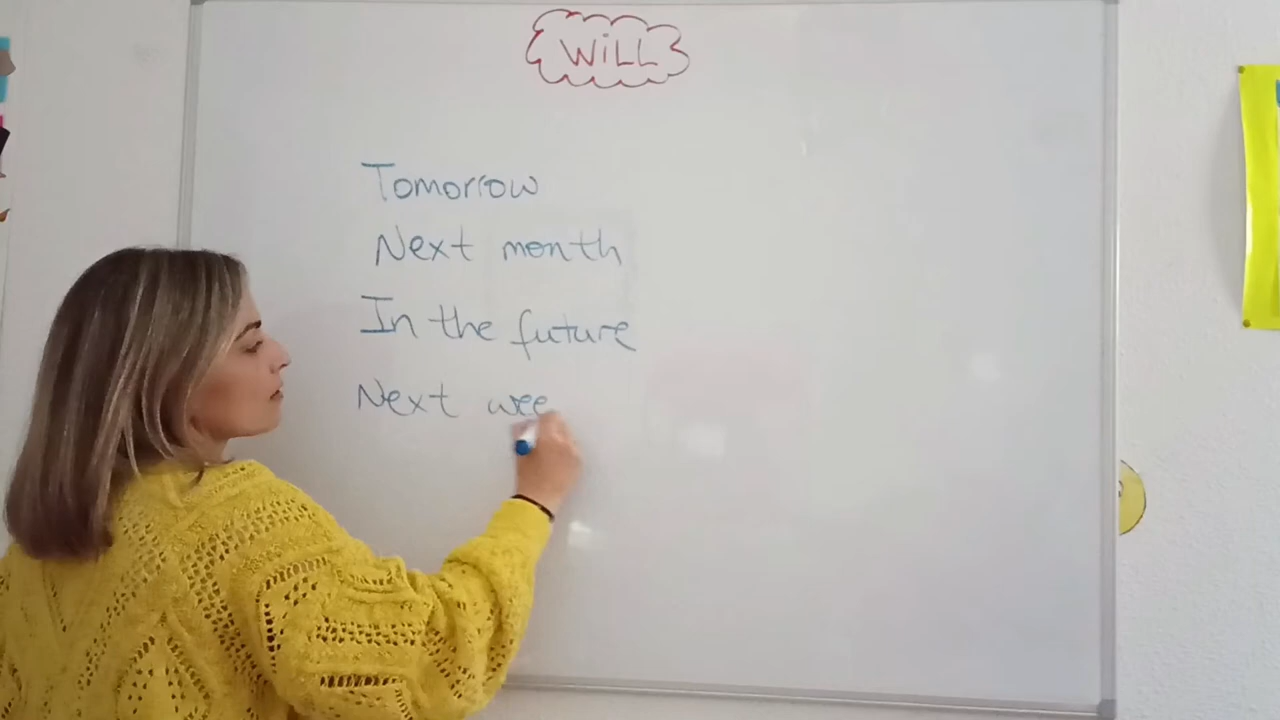 WiLL
Tomorrow
Next month
In the future
Next wee